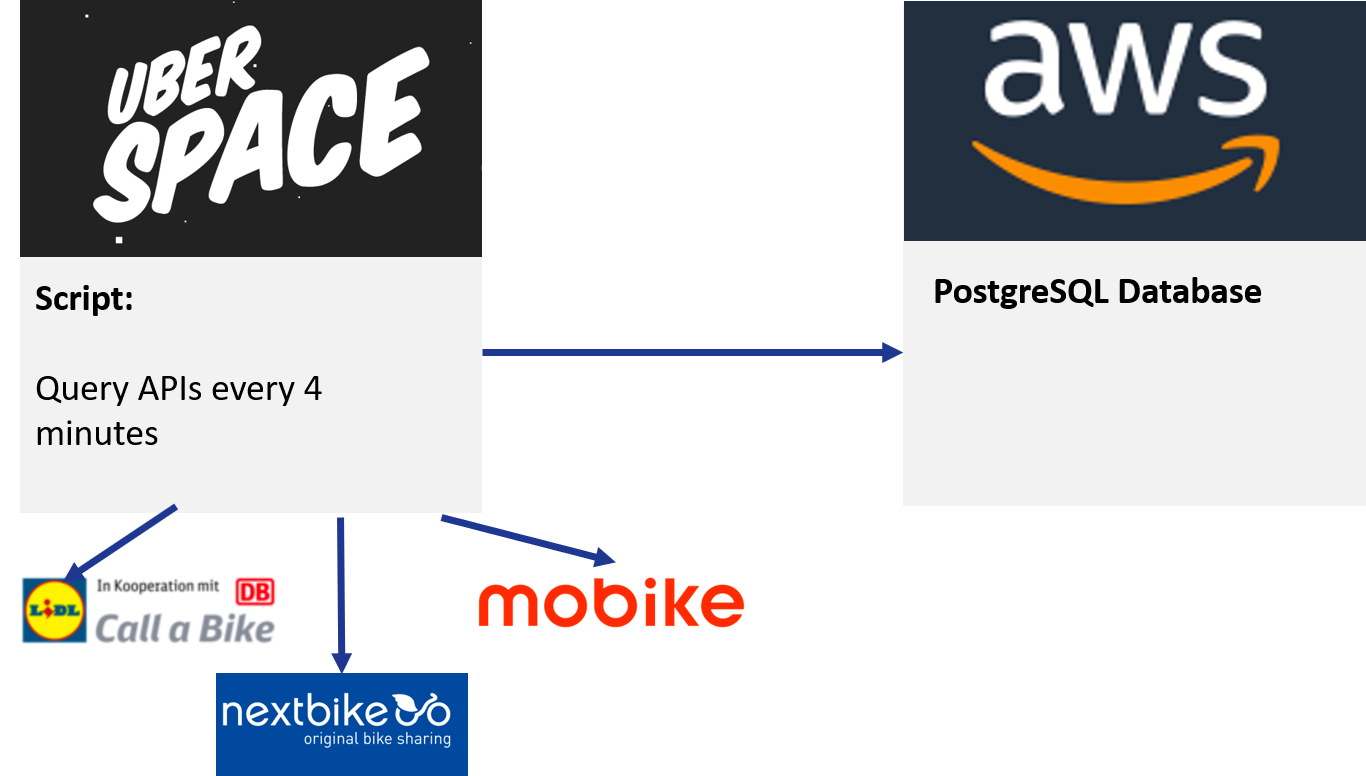 UBER
SPACE
aws
Script:
Query APIs every 4
minutes
PostgreSQL Database
LIDL
In Kooperation mit DB
Call a Bike
mobike
nextbike
original bike sharing